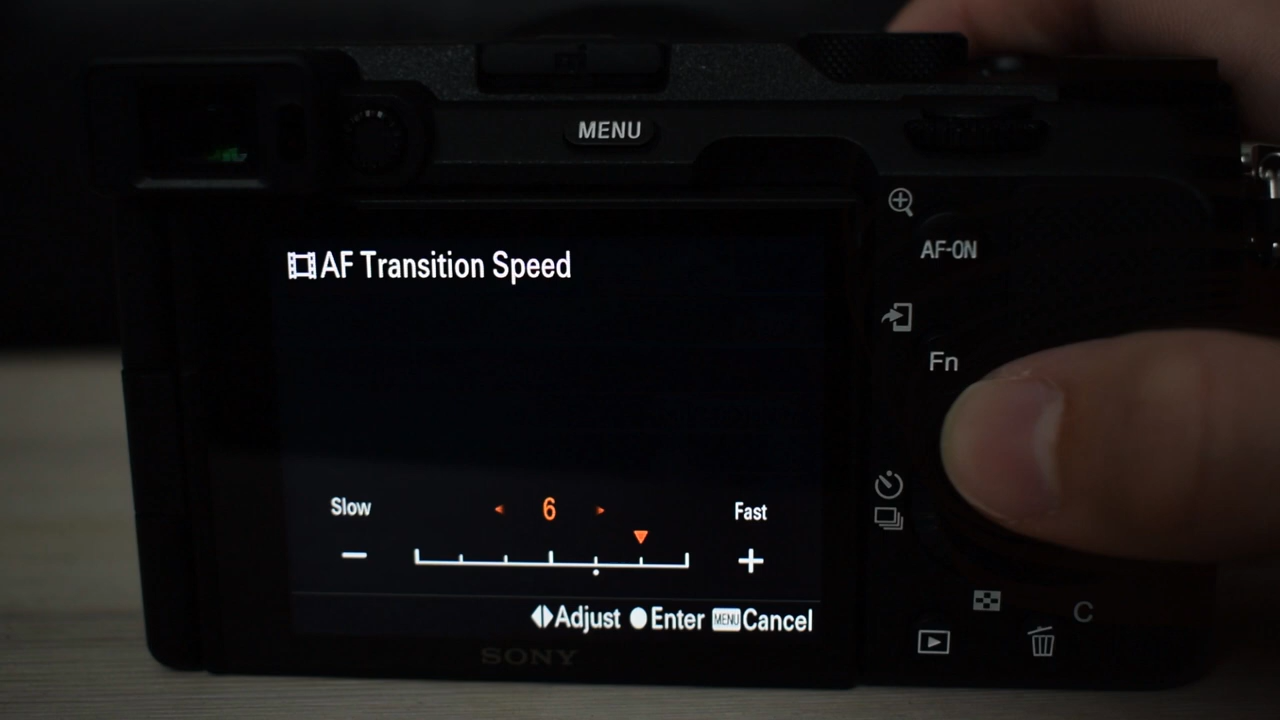 MENU
AF-ON
AF Transition Speed
Fn
Slow 6 Fast
Adjust Enter MENU Cancel
C
SONY